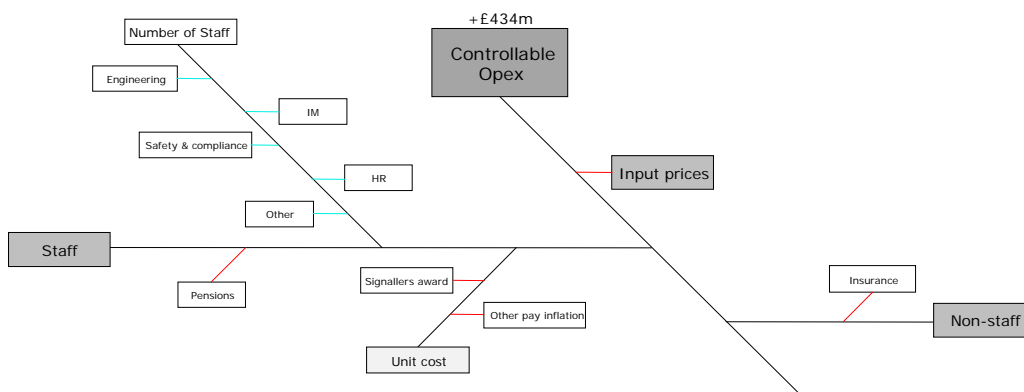 +£434m
Controllable
Opex
Number of Staff
Engineering
IM
Safety & compliance
HR
Other
Input prices
Staff
Pensions
Signallers award
Other pay inflation
Unit cost
Insurance
Non-staff